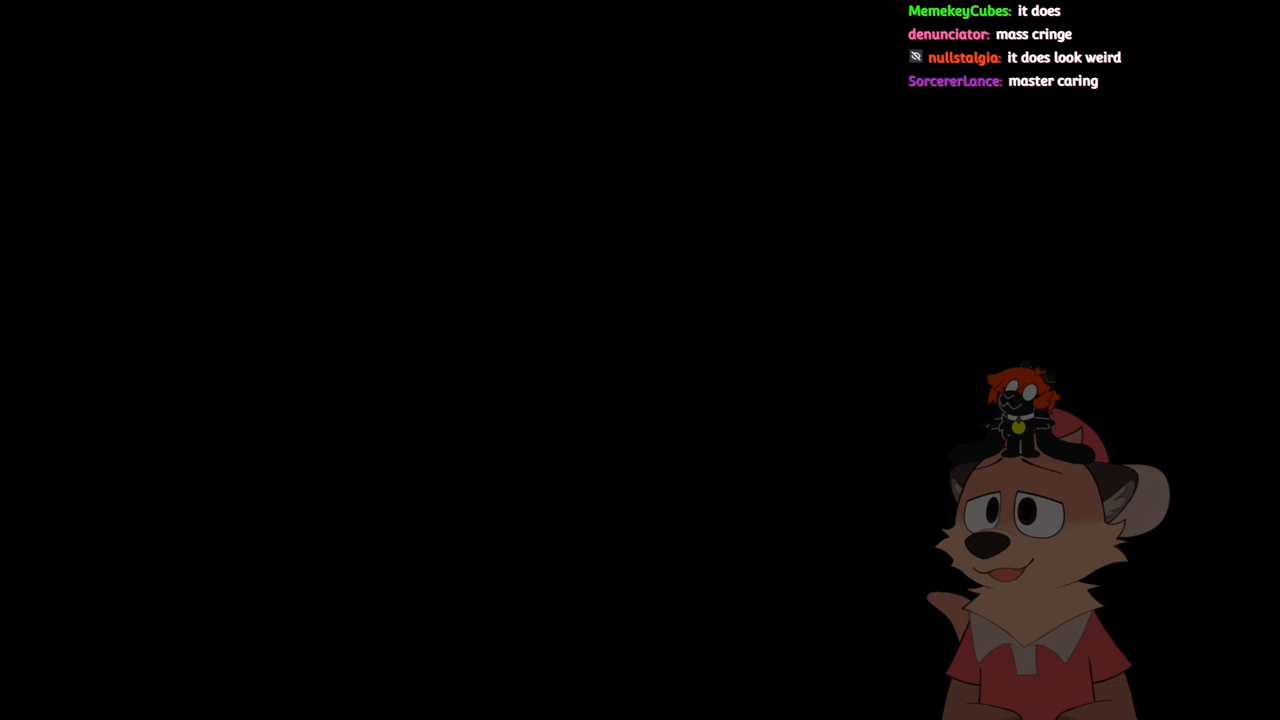 MemekeyCubes: it does
denunciator: mass cringe
nullstalgia: it does look weird
SorcererLance: master caring